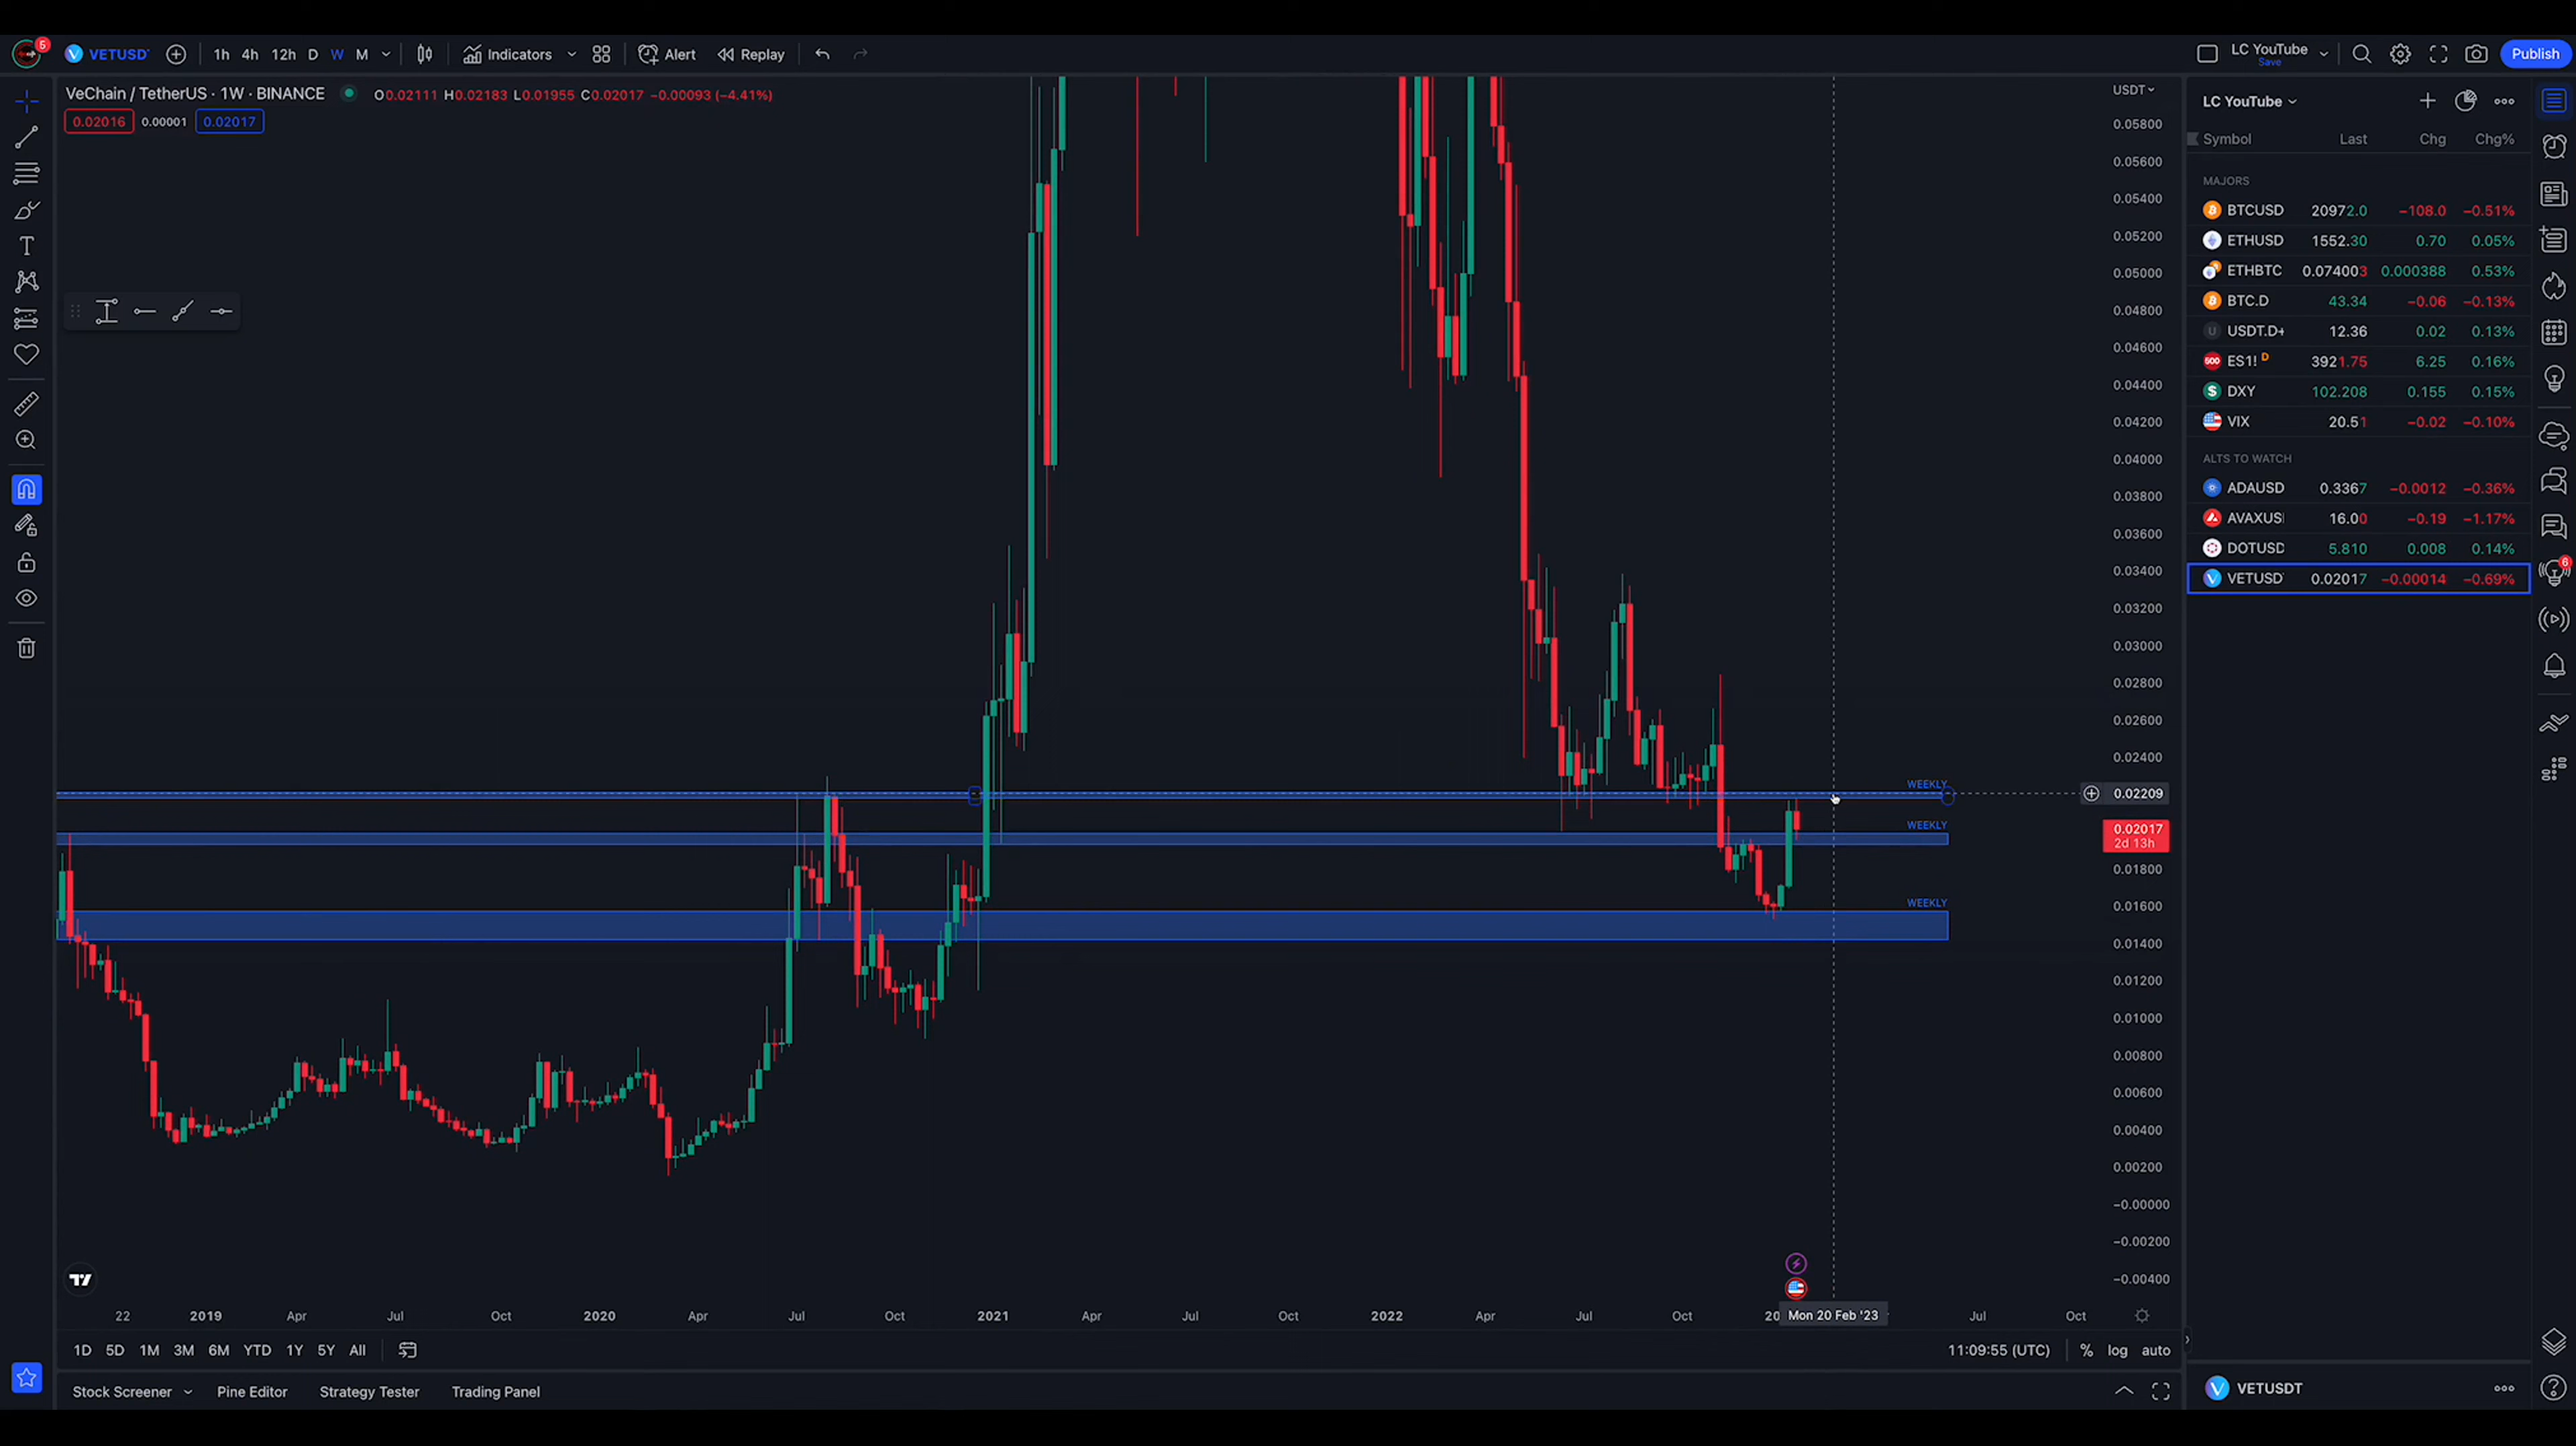 5
VETUSD
1h 4h 12h D W M
Indicators
Alert
Replay
LC YouTube
Save
Publish
VeChain / TetherUS · 1W · BINANCE O0.02111 H0.02183 L0.01955 C0.02017 −0.00093 (−4.41%)
0.02016 0.00001 0.02017
USDT
0.05800
0.05600
0.05400
0.05200
0.05000
0.04800
0.04600
0.04400
0.04200
0.04000
0.03800
0.03600
0.03400
0.03200
0.03000
0.02800
0.02600
0.02400
0.02209
0.02017
2d 13h
0.01800
0.01600
0.01400
0.01200
0.01000
0.00800
0.00600
0.00400
0.00200
−0.00000
−0.00200
−0.00400
WEEKLY
WEEKLY
WEEKLY
22 2019 Apr Jul Oct 2020 Apr Jul Oct 2021 Apr Jul Oct 2022 Apr Jul Oct 20 Mon 20 Feb '23 Jul Oct
1D 5D 1M 3M 6M YTD 1Y 5Y All
11:09:55 (UTC) % log auto
Stock Screener Pine Editor Strategy Tester Trading Panel
LC YouTube
Symbol Last Chg Chg%
MAJORS
BTCUSD 20972.0 −108.0 −0.51%
ETHUSD 1552.30 0.70 0.05%
ETHBTC 0.074003 0.000388 0.53%
BTC.D 43.34 −0.06 −0.13%
USDT.D+ 12.36 0.02 0.13%
500 ES1! D 3921.75 6.25 0.16%
DXY 102.208 0.155 0.15%
VIX 20.51 −0.02 −0.10%
ALTS TO WATCH
ADAUSD 0.3367 −0.0012 −0.36%
AVAXUS 16.00 −0.19 −1.17%
DOTUSD 5.810 0.008 0.14%
VETUSD 0.02017 −0.00014 −0.69%
6
VETUSDT